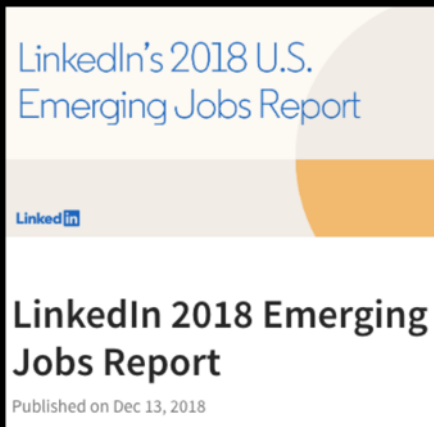 LinkedIn's 2018 U.S.
Emerging Jobs Report
Linked in
LinkedIn 2018 Emerging
Jobs Report
Published on Dec 13, 2018